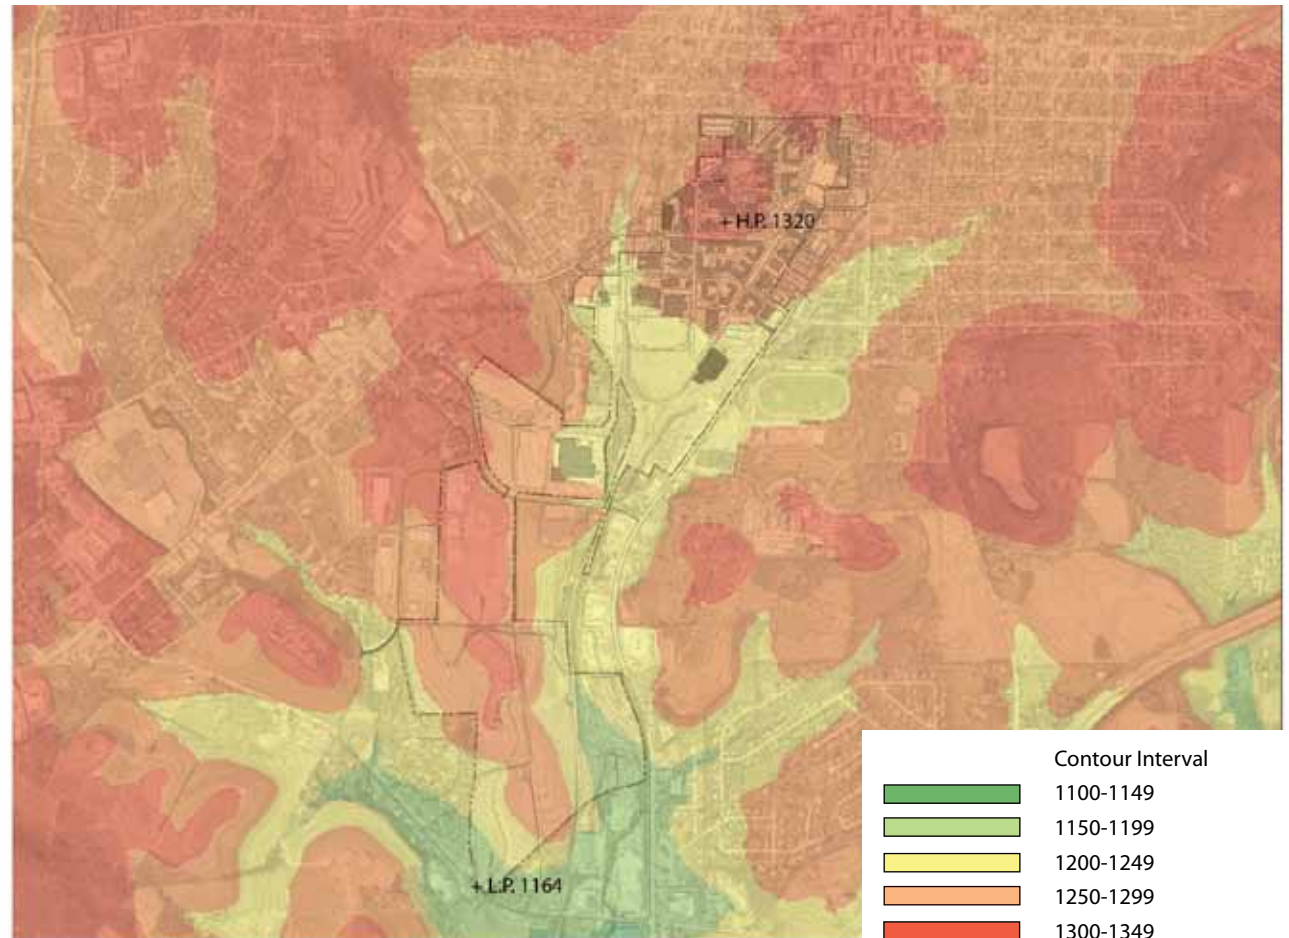 + H.P. 1320
+ L.P. 1164
Contour Interval
1100-1149
1150-1199
1200-1249
1250-1299
1300-1349